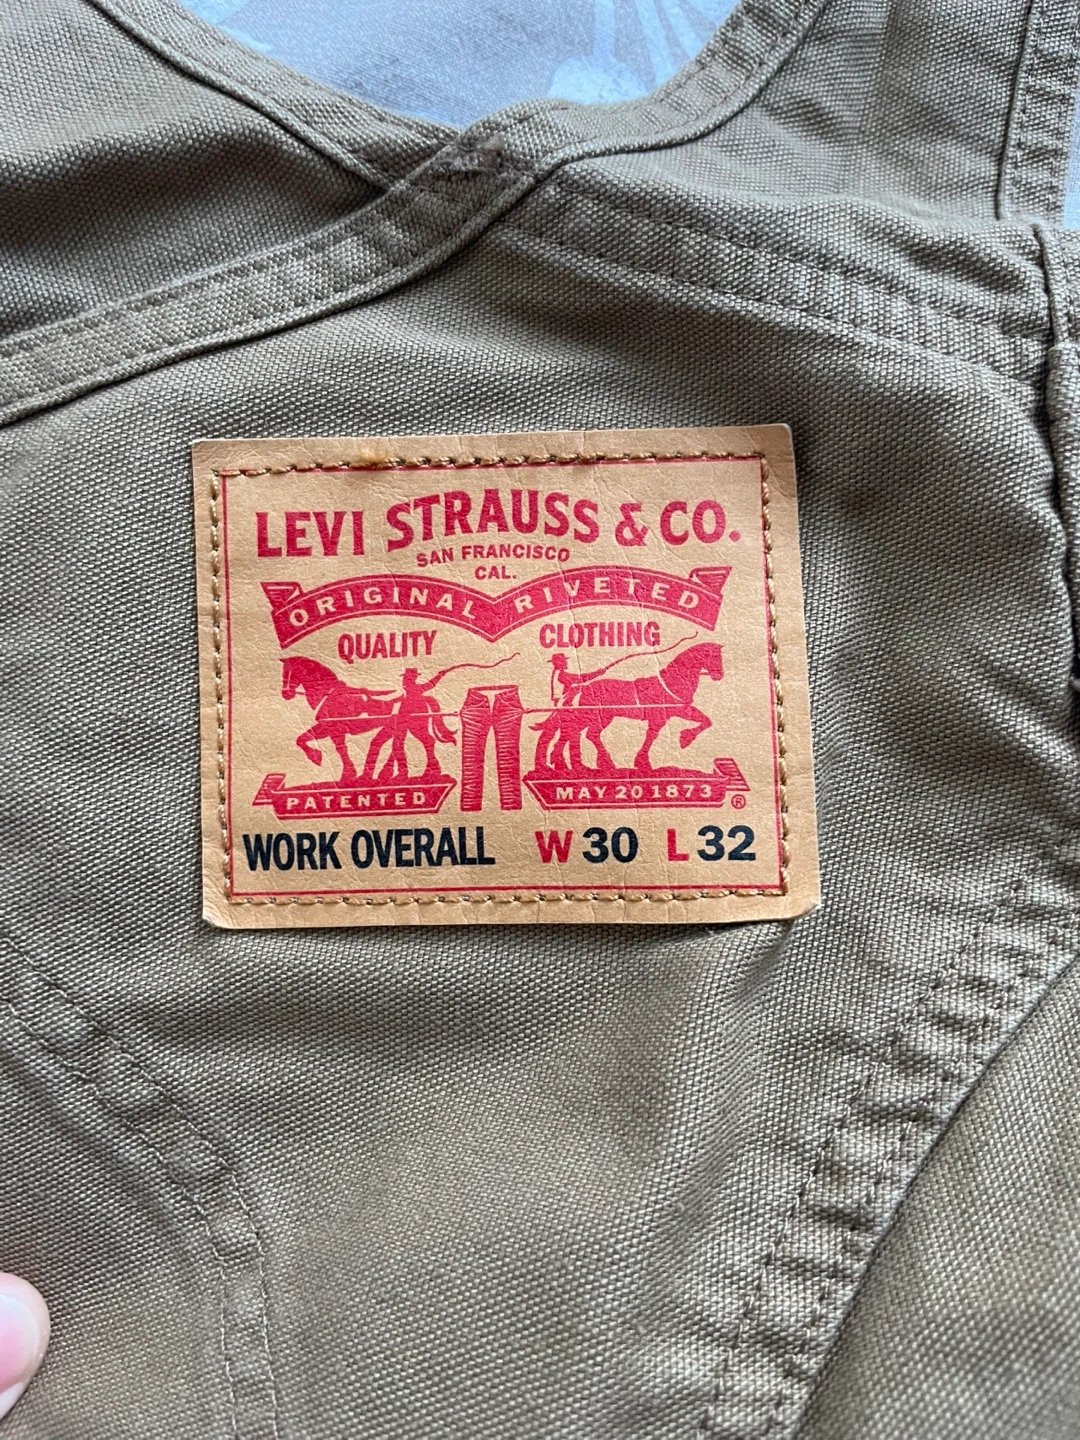 LEVI STRAUSS & CO.
SAN FRANCISCO
CAL.
ORIGINAL RIVETED
QUALITY CLOTHING
PATENTED MAY 20 1873 ®
WORK OVERALL W 30 L 32